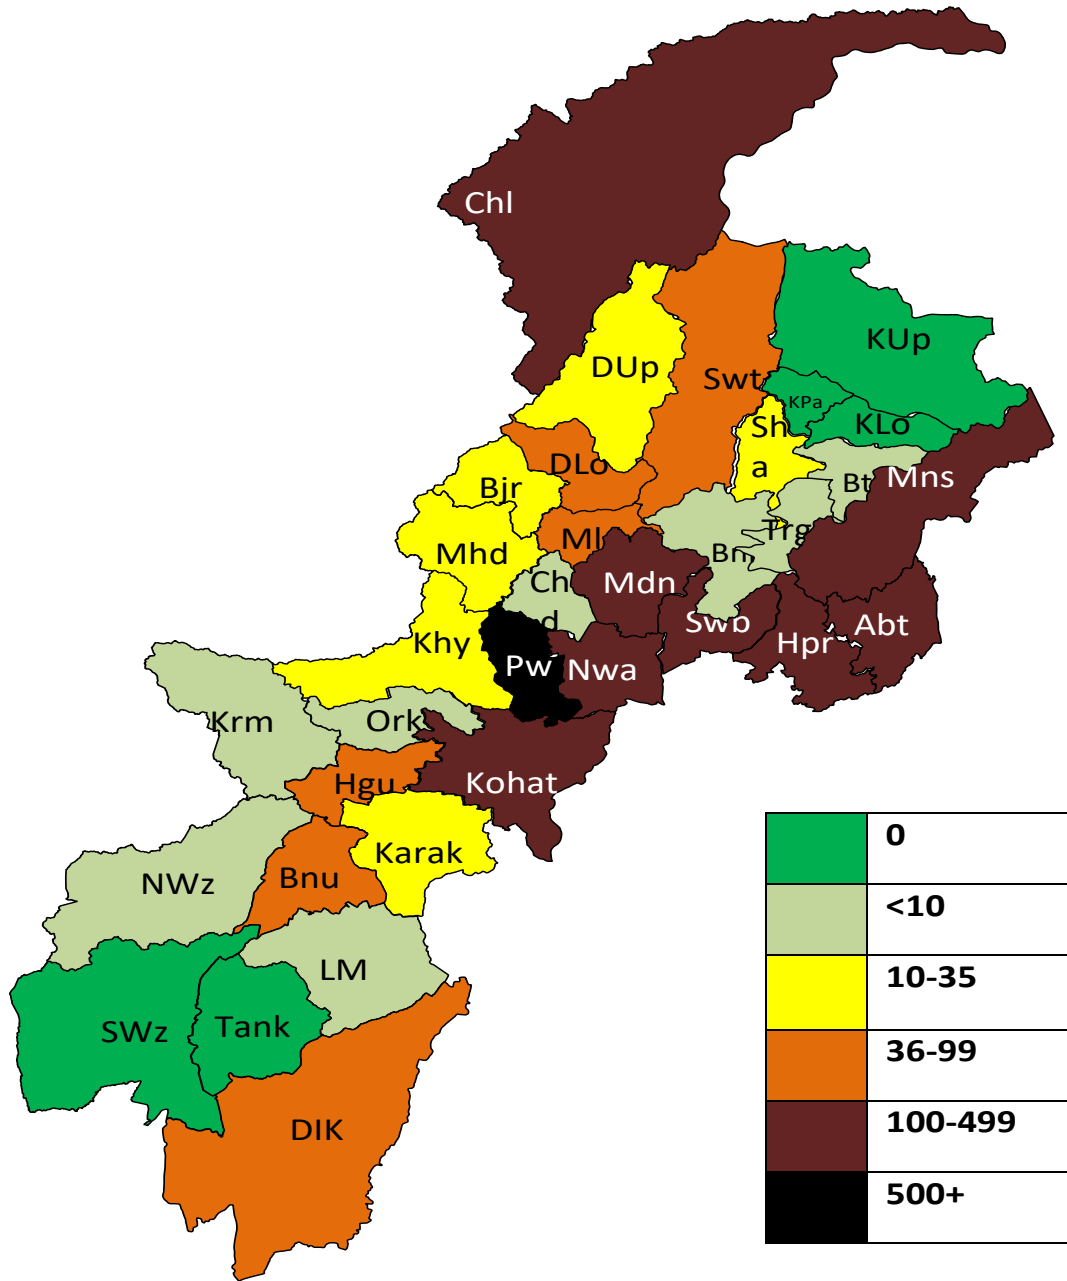 Chl
KUp
DUp
Swt
KPa
KLo
Sh
a
DLo
Bt
Mns
Bjr
Trg
Ml
Bn
Mhd
Ch
d
Mdn
Swb
Abt
Khy
Hpr
Pw
Nwa
Krm
Ork
Hgu
Kohat
Karak
Bnu
NWz
LM
SWz
Tank
DIK
0
<10
10-35
36-99
100-499
500+